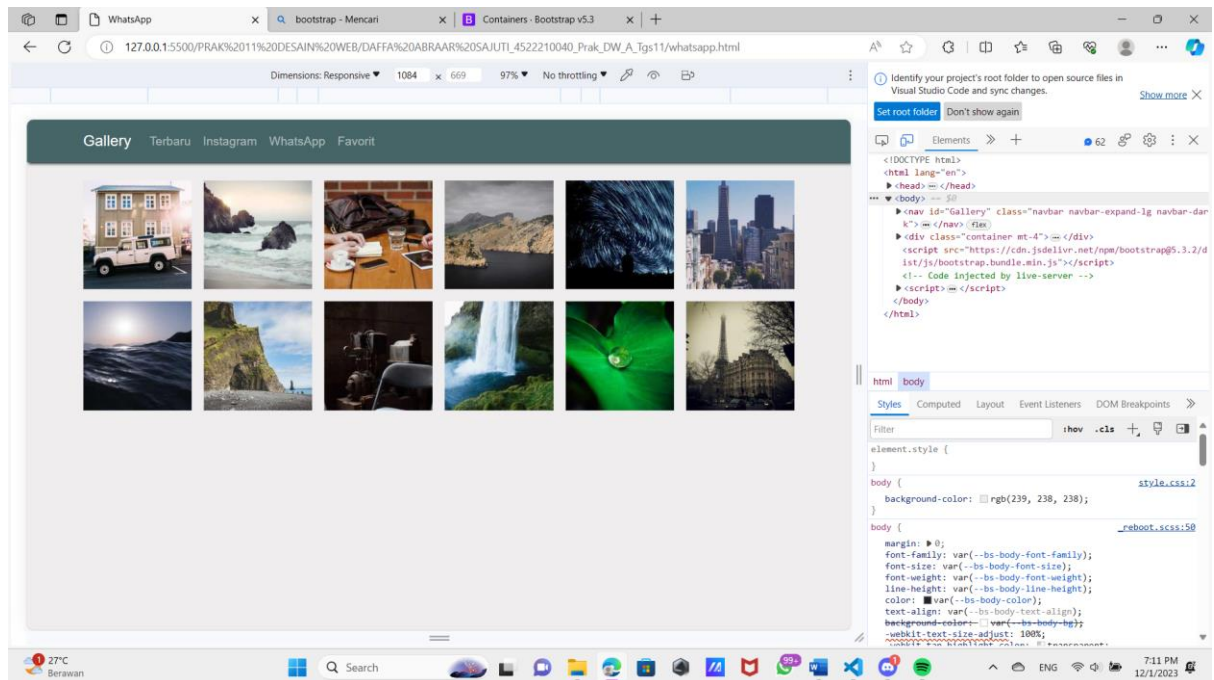 WhatsApp
bootstrap - Mencari
B Containers · Bootstrap v5.3
127.0.0.1:5500/PRAK%2011%20DESAIN%20WEB/DAFFA%20ABRAAR%20SAJUTI_4522210040_Prak_DW_A_Tgs11/whatsapp.html
Dimensions: Responsive 1084 x 669 97% No throttling
Identify your project's root folder to open source files in
Visual Studio Code and sync changes.
Show more
Set root folder Don't show again
Elements
62
Gallery Terbaru Instagram WhatsApp Favorit
<!DOCTYPE html>
<html lang="en">
<head> </head>
<body> == $0
<nav id="Gallery" class="navbar navbar-expand-lg navbar-dar
k"> </nav> flex
<div class="container mt-4"> </div>
<script src="https://cdn.jsdelivr.net/npm/bootstrap@5.3.2/d
ist/js/bootstrap.bundle.min.js"></script>
<!-- Code injected by live-server -->
<script> </script>
</body>
</html>
html body
Styles Computed Layout Event Listeners DOM Breakpoints
Filter :hov .cls
element.style {
}
body { style.css:2
background-color: rgb(239, 238, 238);
}
body { _reboot.scss:50
margin: 0;
font-family: var(--bs-body-font-family);
font-size: var(--bs-body-font-size);
font-weight: var(--bs-body-font-weight);
line-height: var(--bs-body-line-height);
color: var(--bs-body-color);
text-align: var(--bs-body-text-align);
background-color: var(--bs-body-bg);
-webkit-text-size-adjust: 100%;
-webkit-tap-highlight-color: transparent;
1
27°C
Berawan
Search
99+
ENG
7:11 PM
12/1/2023